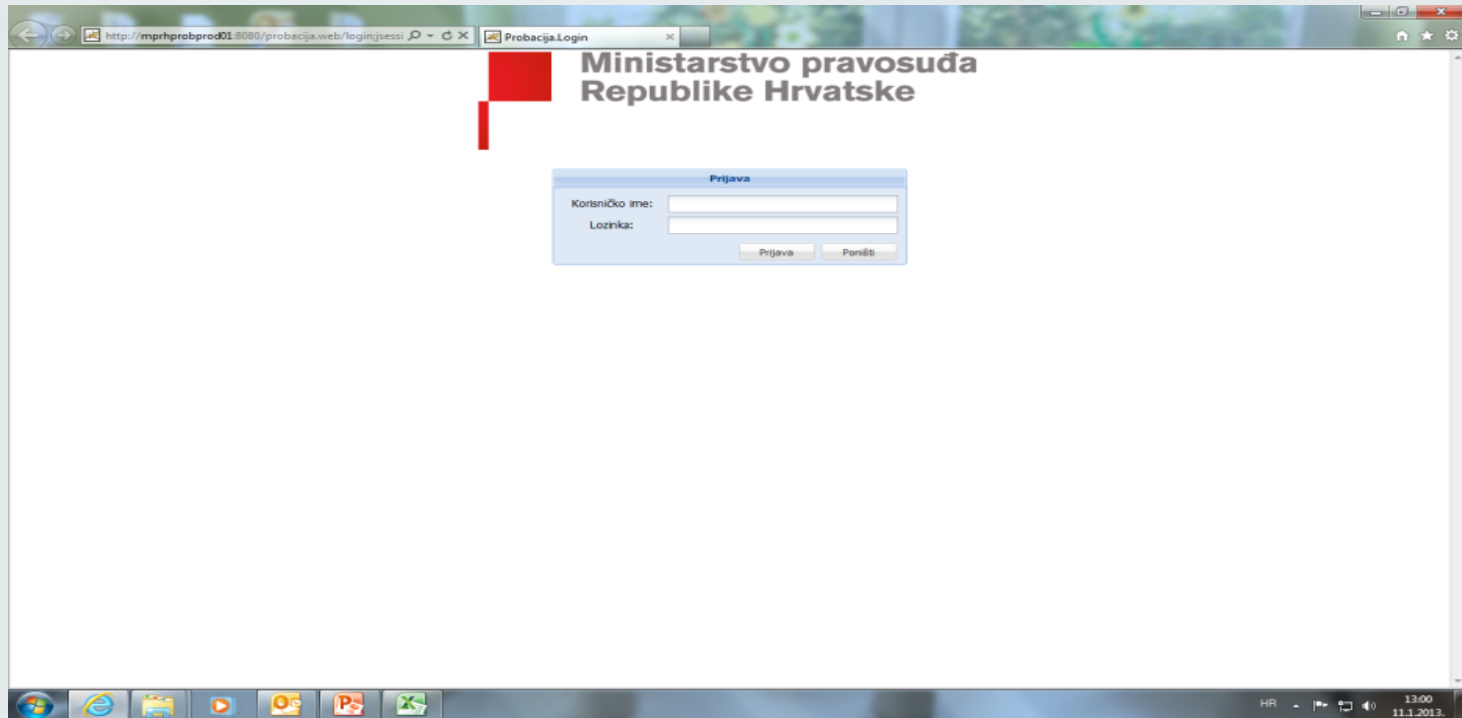 http://mprhprobprod01:8080/probacija.web/login;jsessi
Probacija.Login
Ministarstvo pravosuđa
Republike Hrvatske
Prijava
Korisničko ime:
Lozinka:
Prijava Poništi
HR
13:00
11.1.2013.